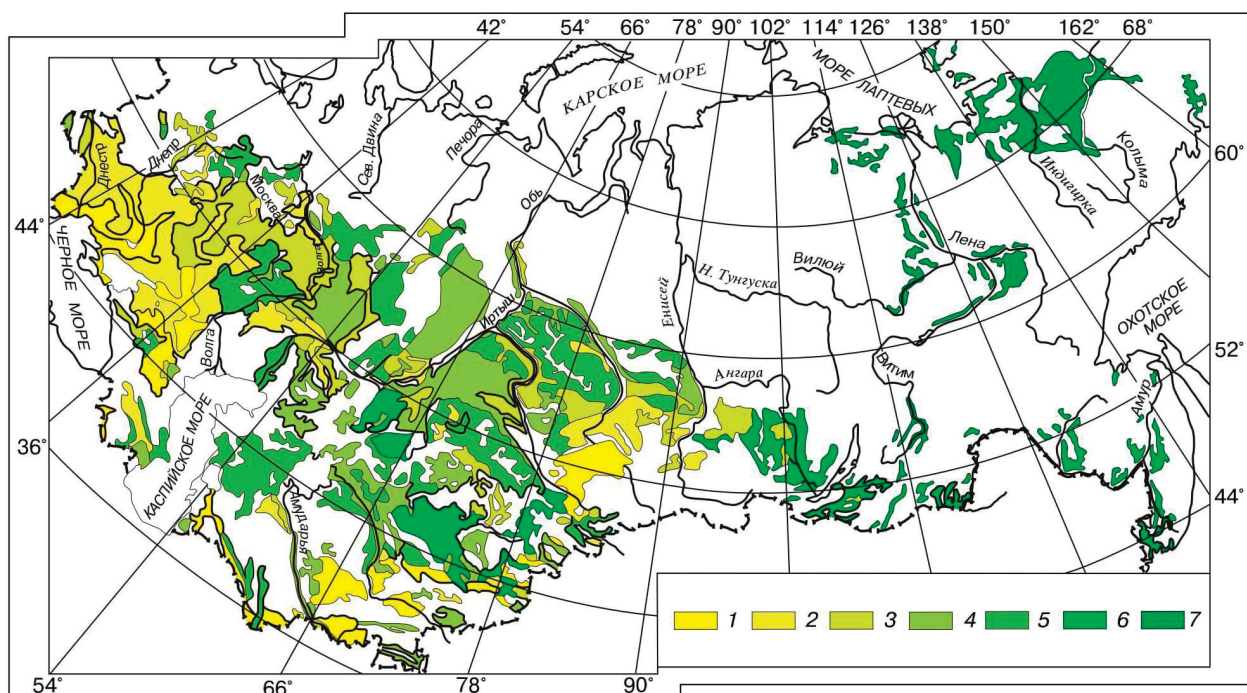 42° 54° 66° 78° 90° 102° 114° 126° 138° 150° 162° 68°
КАРСКОЕ МОРЕ
МОРЕ
ЛАПТЕВЫХ
Днестр
Днепр
Москва
Сев. Двина
Печора
Обь
Индигирка
Колыма
60°
44°
ЧЕРНОЕ МОРЕ
Волга
Лена
Вилюй
Н. Тунгуска
Енисей
Иртыш
ОХОТСКОЕ
МОРЕ
52°
Волга
Ангара
Витим
Амур
36°
КАСПИЙСКОЕ МОРЕ
Амударья
44°
1 2 3 4 5 6 7
54° 66° 78° 90°